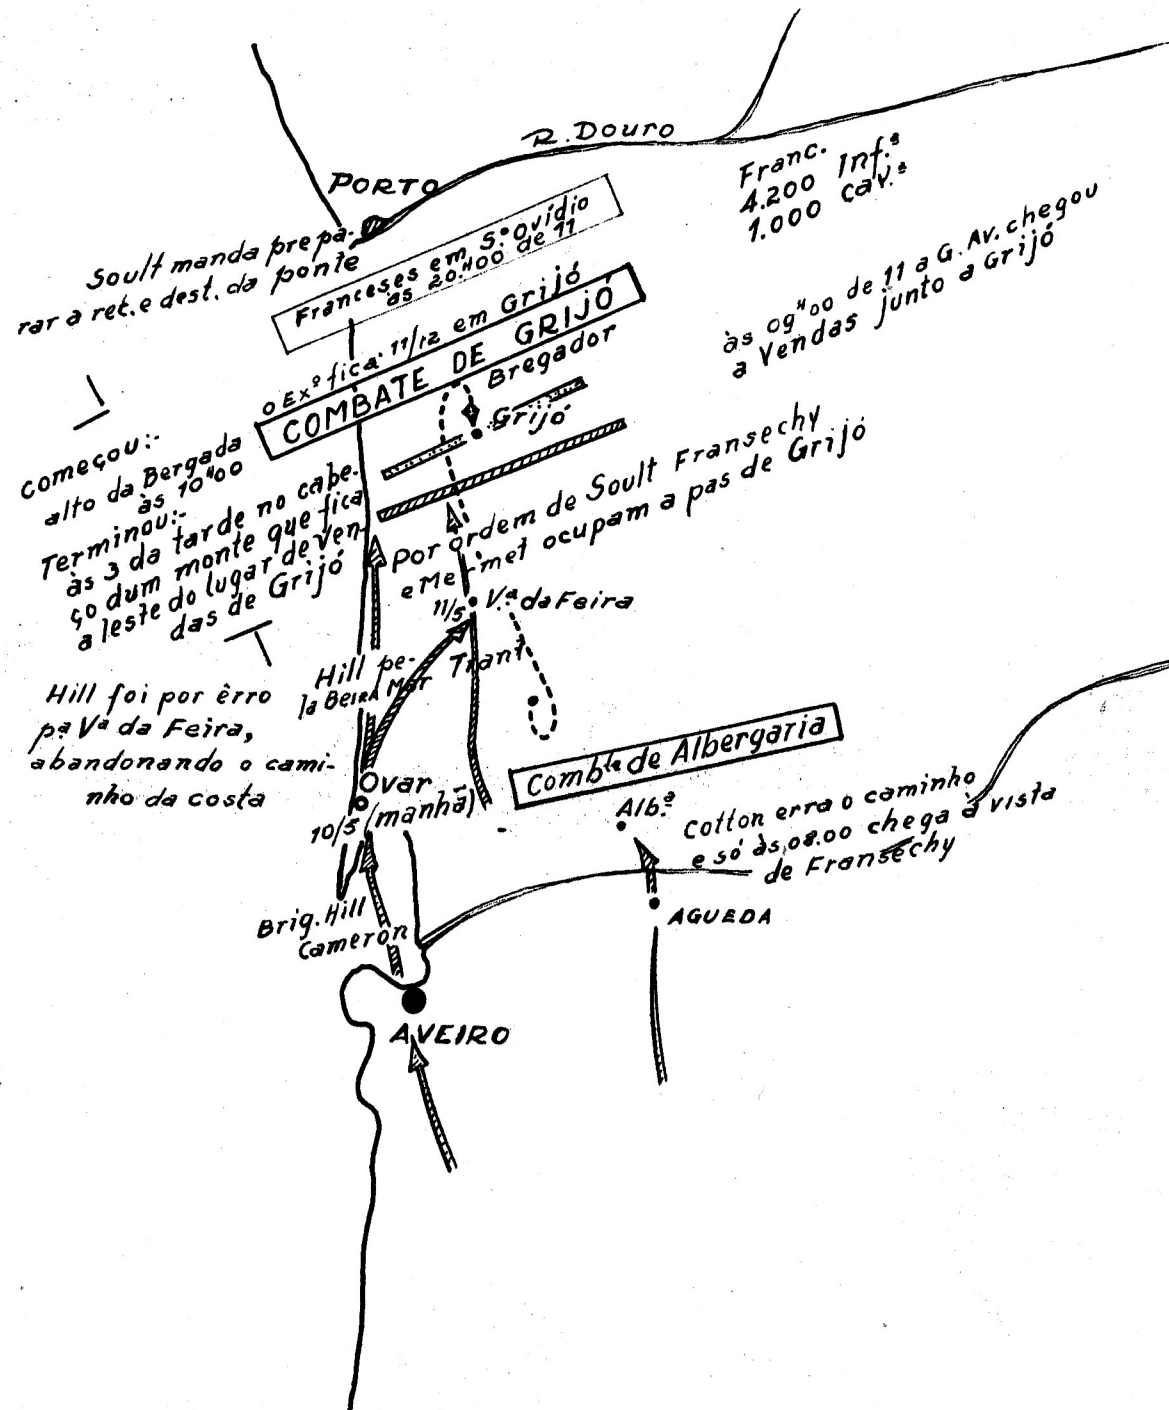 R. Douro
PORTO
Franc.
4.200 Inf.ª
1.000 cav.ª
Soult manda prepa-
rar a ret. e dest. da ponte
Franceses em S.º Ovídio
às 20.H00 de 11
o Exº fica 11/12 em Grijó
COMBATE DE GRIJÓ
às 09H00 de 11 a G. Av. chegou
a Vendas junto a Grijó
Bregador
Grijó
começou:-
alto da Bergada
às 10H00
Terminou:-
às 3 da tarde no cabe-
ço dum monte que fica
a leste do lugar de Ven-
das de Grijó
Por ordem de Soult Fransechy
e Mermet ocupam a pas de Grijó
11/5
Vª da Feira
Hill pe-
la BEIRA Mar
Trant
Hill foi por êrro
pª Vª da Feira,
abandonando o cami-
nho da costa
Ovar
(manhã)
10/5
Combte de Albergaria
Alb.ª
Cotton erra o caminho
e só às 08.00 chega à vista
de Fransechy
Brig. Hill
Cameron
AGUEDA
AVEIRO